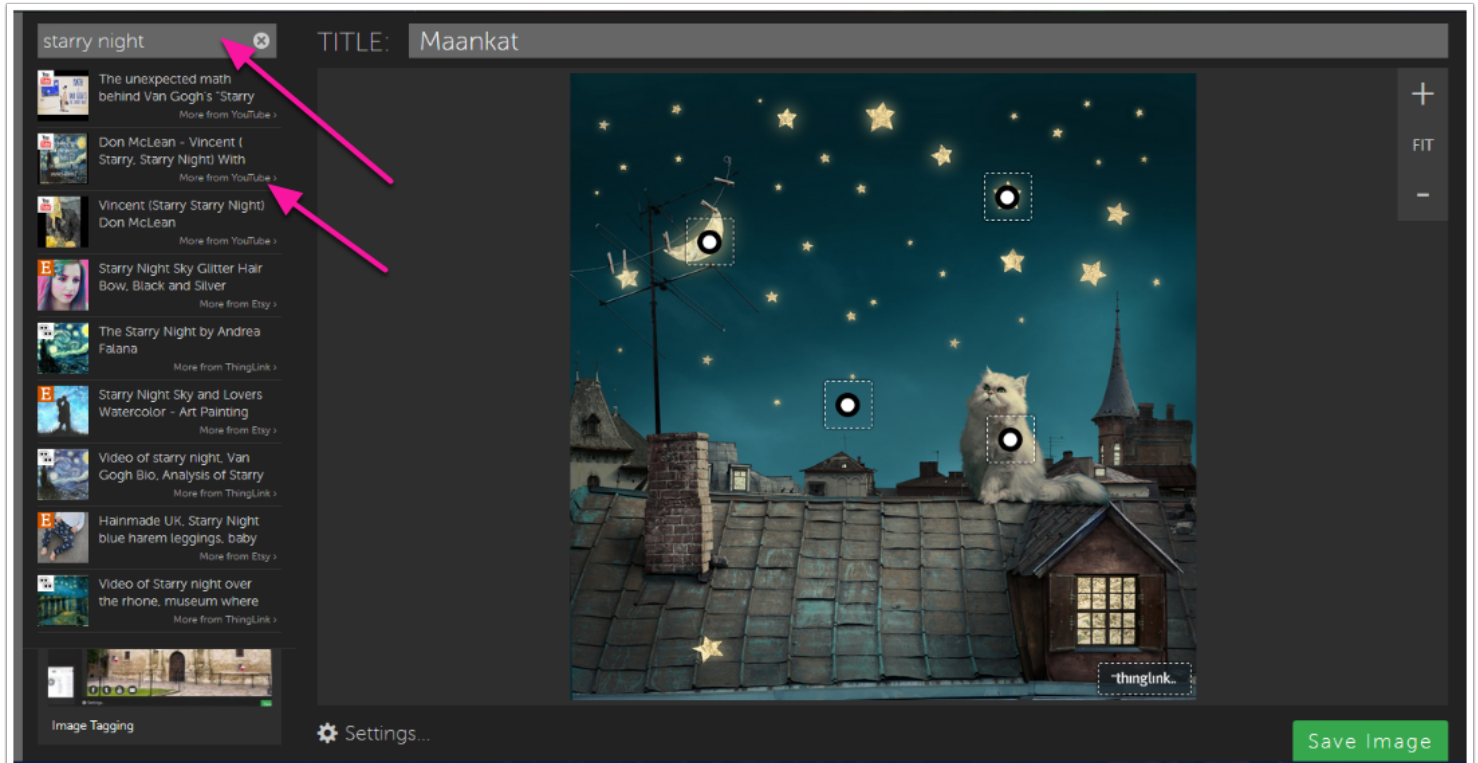 starry night
TITLE: Maankat
The unexpected math
behind Van Gogh's "Starry
More from YouTube ›
Don McLean - Vincent (
Starry, Starry Night) With
More from YouTube ›
Vincent (Starry Starry Night)
Don McLean
More from YouTube ›
Starry Night Sky Glitter Hair
Bow, Black and Silver
More from Etsy ›
The Starry Night by Andrea
Falana
More from ThingLink ›
Starry Night Sky and Lovers
Watercolor - Art Painting
More from Etsy ›
Video of starry night, Van
Gogh Bio, Analysis of Starry
More from ThingLink ›
Hainmade UK, Starry Night
blue harem leggings, baby
More from Etsy ›
Video of Starry night over
the rhone, museum where
More from ThingLink ›
Image Tagging
+
FIT
-
thinglink..
Settings...
Save Image